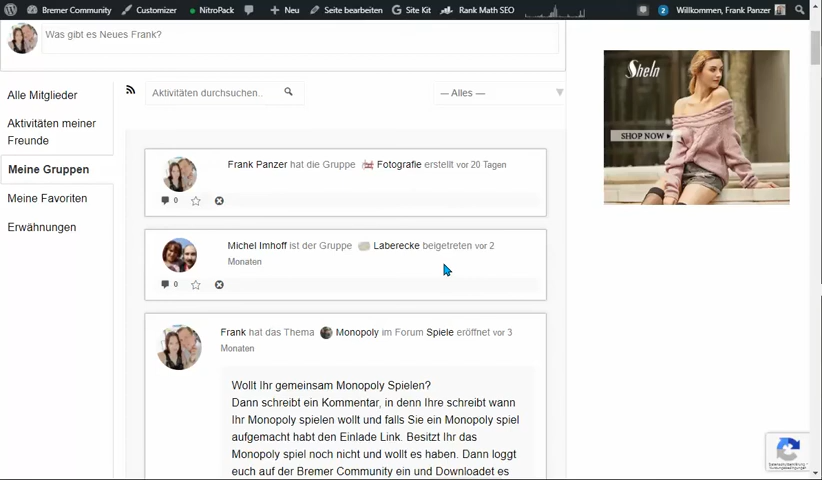 Bremer Community Customizer NitroPack Neu Seite bearbeiten Site Kit Rank Math SEO 2 Willkommen, Frank Panzer
Was gibt es Neues Frank?
Alle Mitglieder
Aktivitäten meiner
Freunde
Meine Gruppen
Meine Favoriten
Erwähnungen
Aktivitäten durchsuchen..
— Alles —
Frank Panzer hat die Gruppe Fotografie erstellt vor 20 Tagen
0
Michel Imhoff ist der Gruppe Laberecke beigetreten vor 2
Monaten
0
Frank hat das Thema Monopoly im Forum Spiele eröffnet vor 3
Monaten
Wollt Ihr gemeinsam Monopoly Spielen?
Dann schreibt ein Kommentar, in denn Ihre schreibt wann
Ihr Monopoly spielen wollt und falls Sie ein Monopoly spiel
aufgemacht habt den Einlade Link. Besitzt Ihr das
Monopoly spiel noch nicht und wollt es haben. Dann loggt
euch auf der Bremer Community ein und Downloadet es
SheIn
SHOP NOW